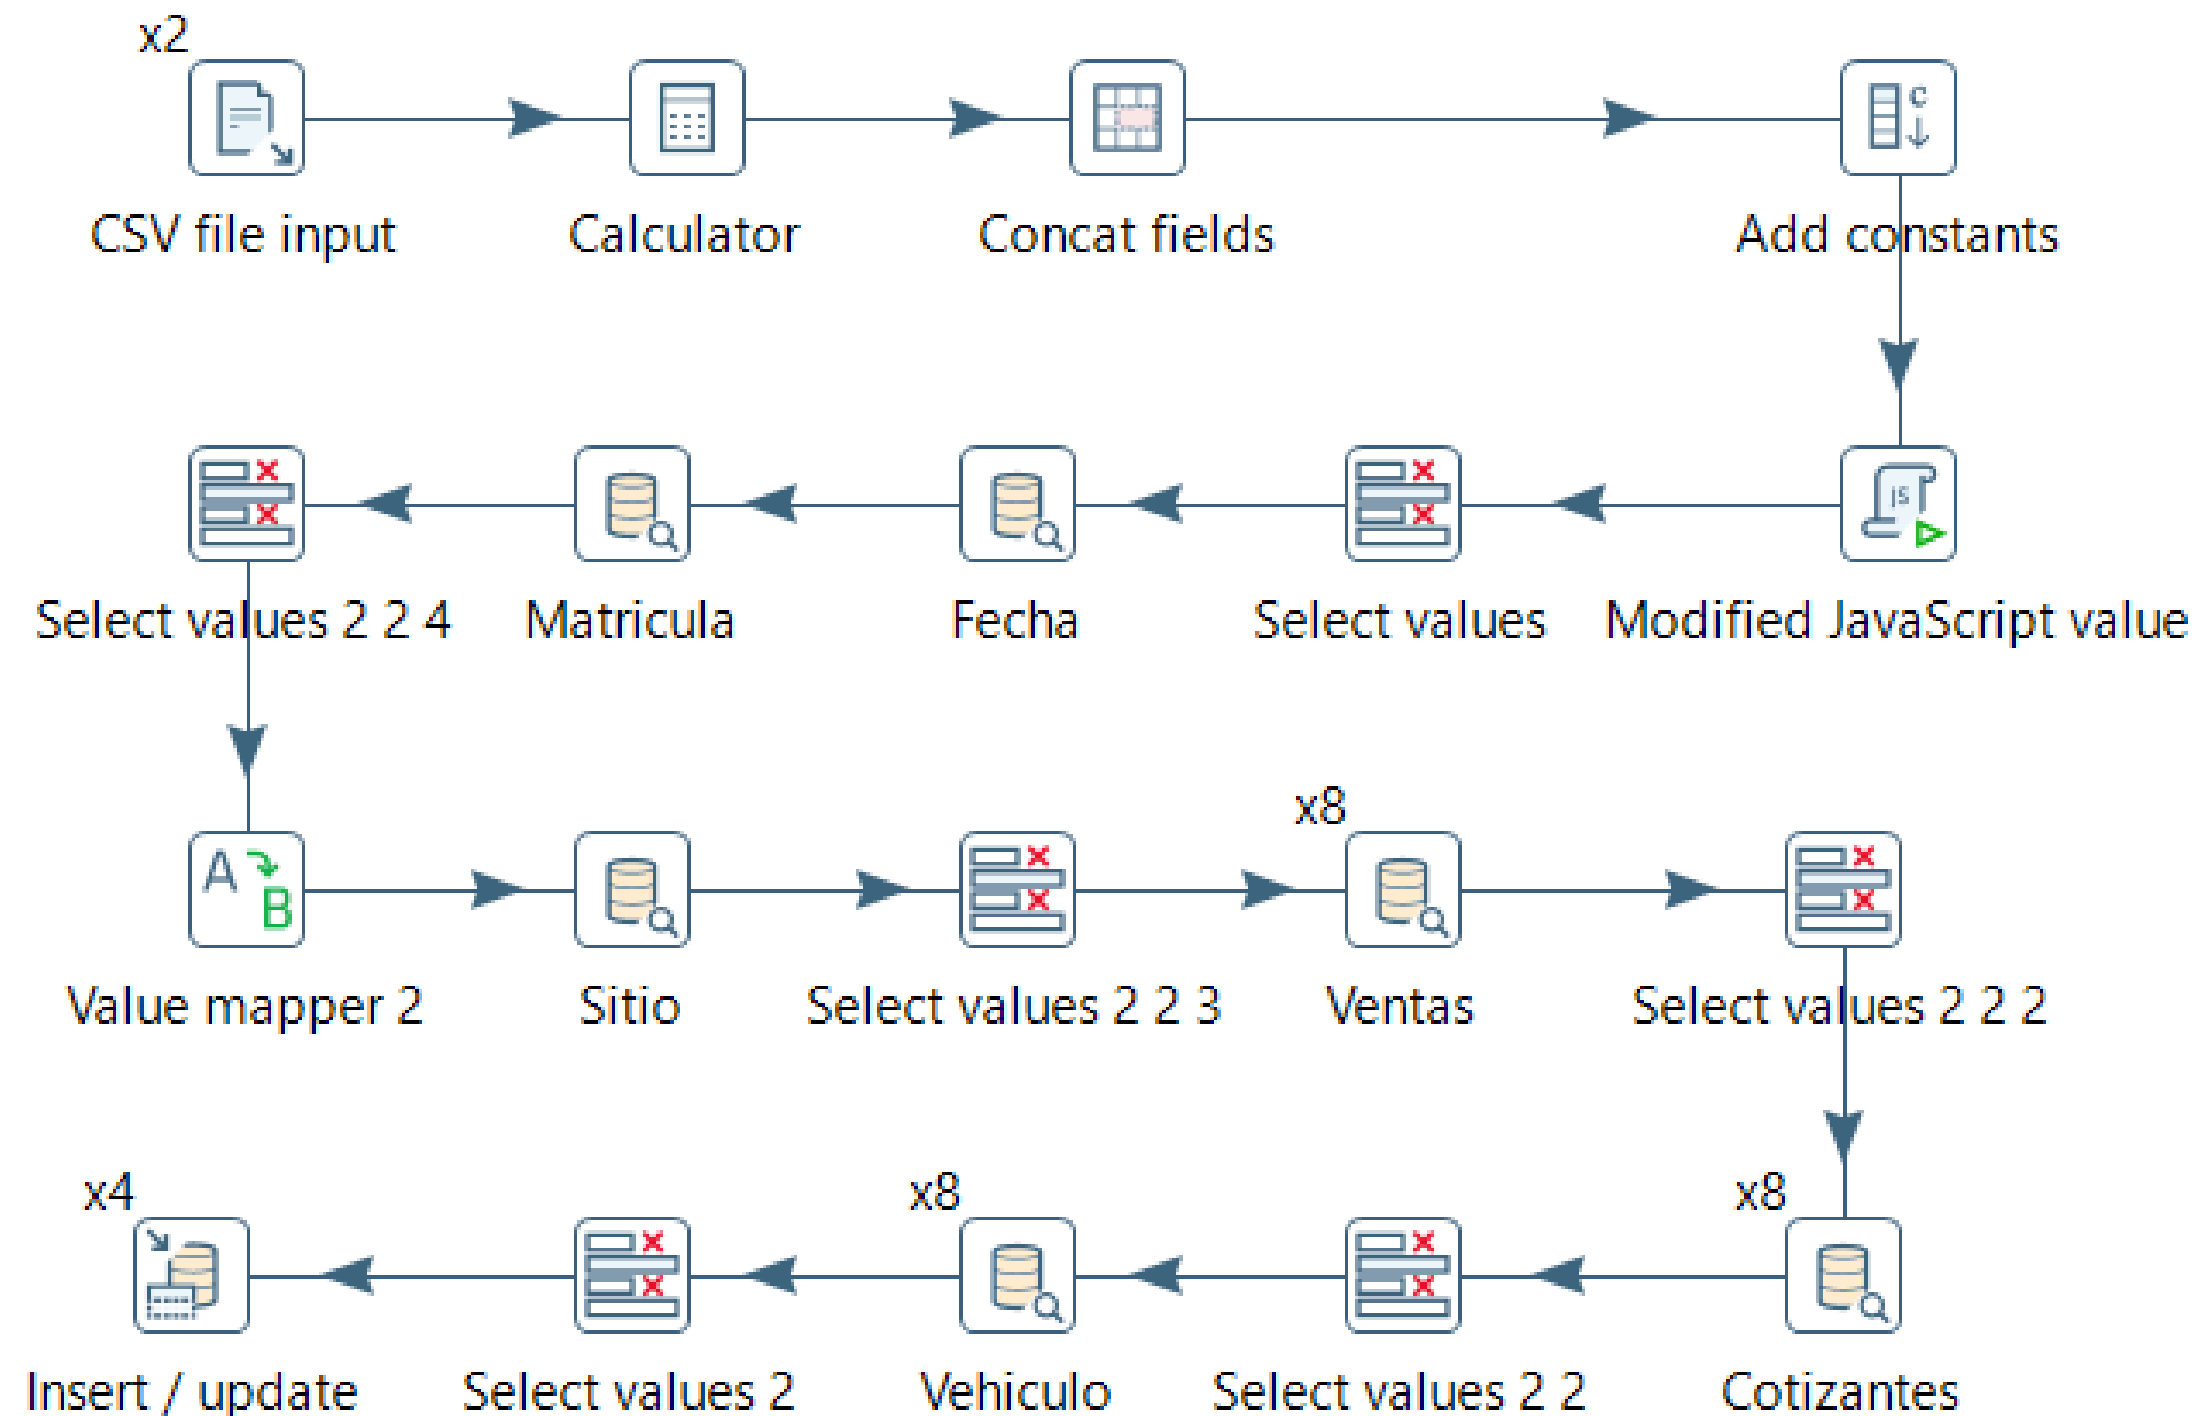 x2
CSV file input
Calculator
Concat fields
Add constants
Select values 2 2 4
Matricula
Fecha
Select values
Modified JavaScript value
x8
Value mapper 2
Sitio
Select values 2 2 3
Ventas
Select values 2 2 2
x4
x8
x8
Insert / update
Select values 2
Vehiculo
Select values 2 2
Cotizantes